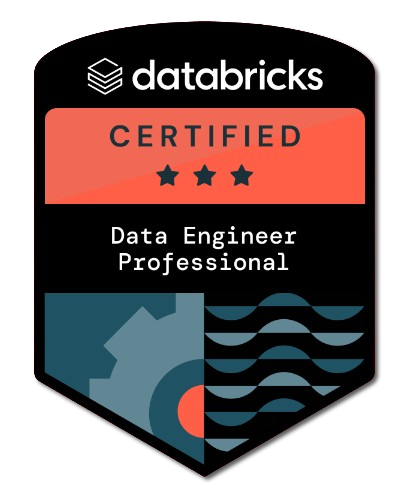 databricks
CERTIFIED
Data Engineer
Professional